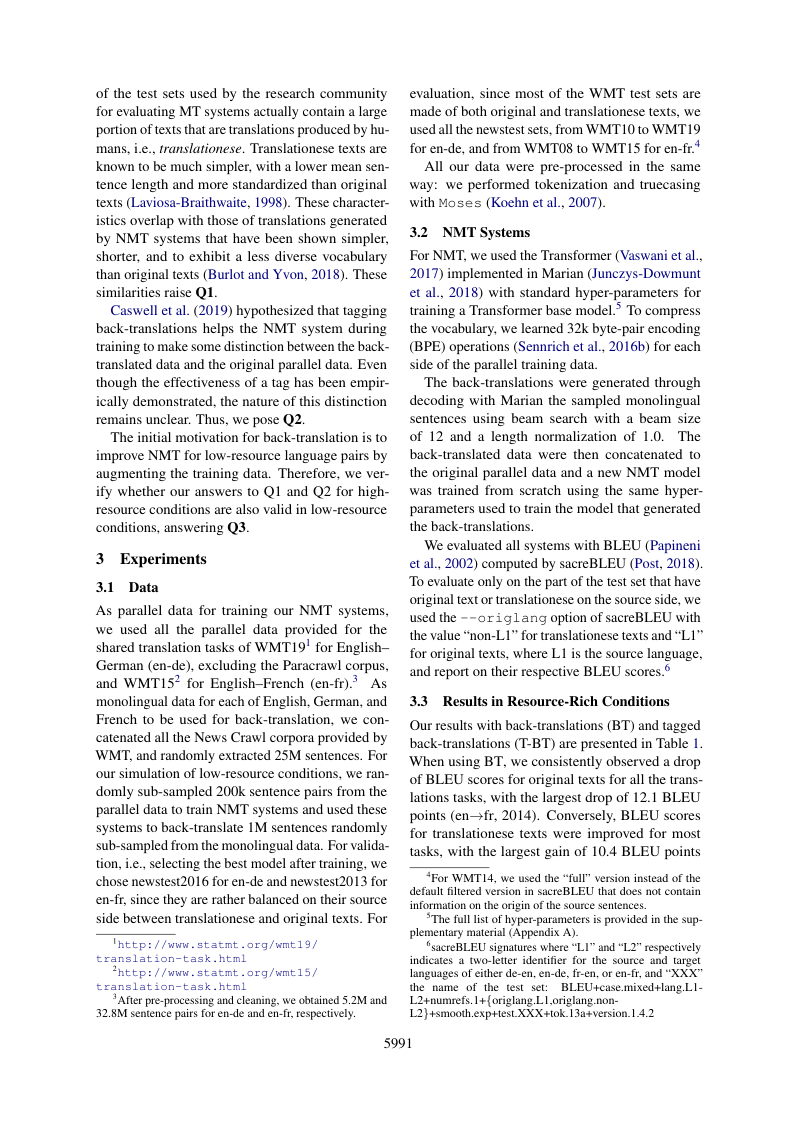 of the test sets used by the research community
for evaluating MT systems actually contain a large
portion of texts that are translations produced by hu-
mans, i.e., translationese. Translationese texts are
known to be much simpler, with a lower mean sen-
tence length and more standardized than original
texts (Laviosa-Braithwaite, 1998). These character-
istics overlap with those of translations generated
by NMT systems that have been shown simpler,
shorter, and to exhibit a less diverse vocabulary
than original texts (Burlot and Yvon, 2018). These
similarities raise Q1.
Caswell et al. (2019) hypothesized that tagging
back-translations helps the NMT system during
training to make some distinction between the back-
translated data and the original parallel data. Even
though the effectiveness of a tag has been empir-
ically demonstrated, the nature of this distinction
remains unclear. Thus, we pose Q2.
The initial motivation for back-translation is to
improve NMT for low-resource language pairs by
augmenting the training data. Therefore, we ver-
ify whether our answers to Q1 and Q2 for high-
resource conditions are also valid in low-resource
conditions, answering Q3.
3 Experiments
3.1 Data
As parallel data for training our NMT systems,
we used all the parallel data provided for the
shared translation tasks of WMT19¹ for English–
German (en-de), excluding the Paracrawl corpus,
and WMT15² for English–French (en-fr).³ As
monolingual data for each of English, German, and
French to be used for back-translation, we con-
catenated all the News Crawl corpora provided by
WMT, and randomly extracted 25M sentences. For
our simulation of low-resource conditions, we ran-
domly sub-sampled 200k sentence pairs from the
parallel data to train NMT systems and used these
systems to back-translate 1M sentences randomly
sub-sampled from the monolingual data. For valida-
tion, i.e., selecting the best model after training, we
chose newstest2016 for en-de and newstest2013 for
en-fr, since they are rather balanced on their source
side between translationese and original texts. For
¹http://www.statmt.org/wmt19/
translation-task.html
²http://www.statmt.org/wmt15/
translation-task.html
³After pre-processing and cleaning, we obtained 5.2M and
32.8M sentence pairs for en-de and en-fr, respectively.
evaluation, since most of the WMT test sets are
made of both original and translationese texts, we
used all the newstest sets, from WMT10 to WMT19
for en-de, and from WMT08 to WMT15 for en-fr.⁴
All our data were pre-processed in the same
way: we performed tokenization and truecasing
with Moses (Koehn et al., 2007).
3.2 NMT Systems
For NMT, we used the Transformer (Vaswani et al.,
2017) implemented in Marian (Junczys-Dowmunt
et al., 2018) with standard hyper-parameters for
training a Transformer base model.⁵ To compress
the vocabulary, we learned 32k byte-pair encoding
(BPE) operations (Sennrich et al., 2016b) for each
side of the parallel training data.
The back-translations were generated through
decoding with Marian the sampled monolingual
sentences using beam search with a beam size
of 12 and a length normalization of 1.0. The
back-translated data were then concatenated to
the original parallel data and a new NMT model
was trained from scratch using the same hyper-
parameters used to train the model that generated
the back-translations.
We evaluated all systems with BLEU (Papineni
et al., 2002) computed by sacreBLEU (Post, 2018).
To evaluate only on the part of the test set that have
original text or translationese on the source side, we
used the --origlang option of sacreBLEU with
the value “non-L1” for translationese texts and “L1”
for original texts, where L1 is the source language,
and report on their respective BLEU scores.⁶
3.3 Results in Resource-Rich Conditions
Our results with back-translations (BT) and tagged
back-translations (T-BT) are presented in Table 1.
When using BT, we consistently observed a drop
of BLEU scores for original texts for all the trans-
lations tasks, with the largest drop of 12.1 BLEU
points (en→fr, 2014). Conversely, BLEU scores
for translationese texts were improved for most
tasks, with the largest gain of 10.4 BLEU points
⁴For WMT14, we used the “full” version instead of the
default filtered version in sacreBLEU that does not contain
information on the origin of the source sentences.
⁵The full list of hyper-parameters is provided in the sup-
plementary material (Appendix A).
⁶sacreBLEU signatures where “L1” and “L2” respectively
indicates a two-letter identifier for the source and target
languages of either de-en, en-de, fr-en, or en-fr, and “XXX”
the name of the test set: BLEU+case.mixed+lang.L1-
L2+numrefs.1+{origlang.L1,origlang.non-
L2}+smooth.exp+test.XXX+tok.13a+version.1.4.2
5991